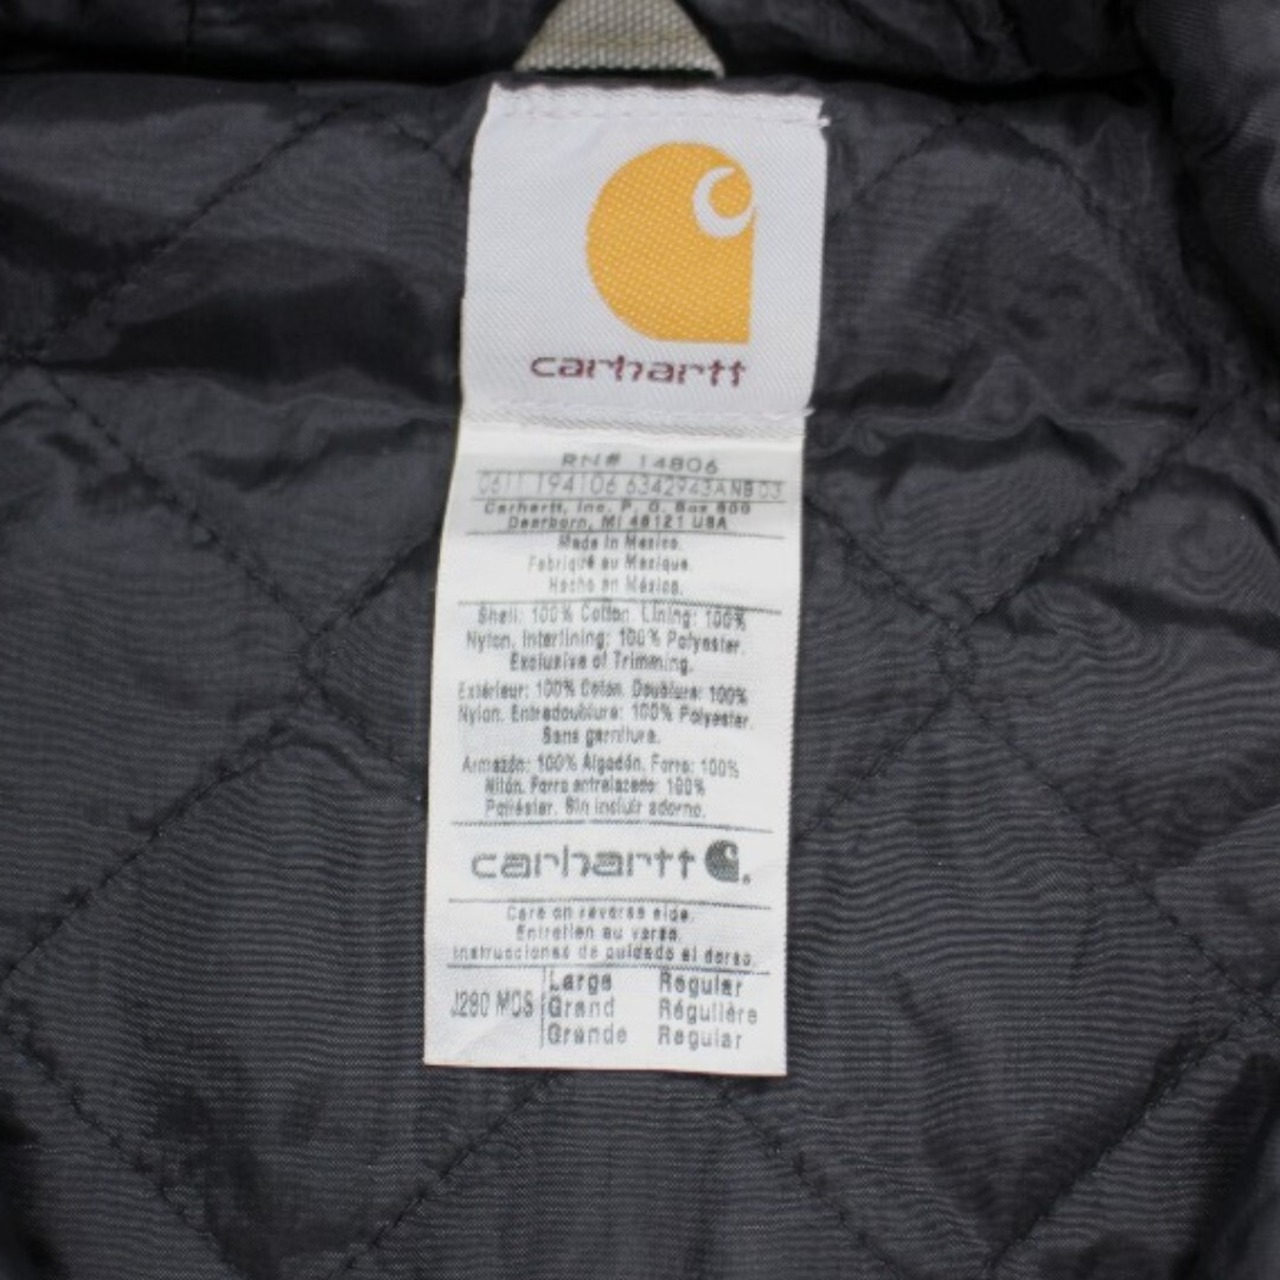 carhartt
RN# 14806
0611 194106 6342943ANB 03
Carhartt, Inc. P. O. Box 600
Dearborn, MI 48121 USA
Made in Mexico.
Fabriqué au Mexique.
Hecho en México.
Shell: 100% Cotton. Lining: 100%
Nylon. Interlining: 100% Polyester.
Exclusive of Trimming.
Extérieur: 100% Coton. Doublure: 100%
Nylon. Entredoublure: 100% Polyester.
Sans garniture.
Armazón: 100% Algodón. Forro: 100%
Nilón. Forro entrelazado: 100%
Poliéster. Sin incluir adorno.
carhartt
Care on reverse side.
Entretien au verso.
Instrucciones de cuidado al dorso.
Large Regular
J280 MOS Grand Régulière
Grande Regular